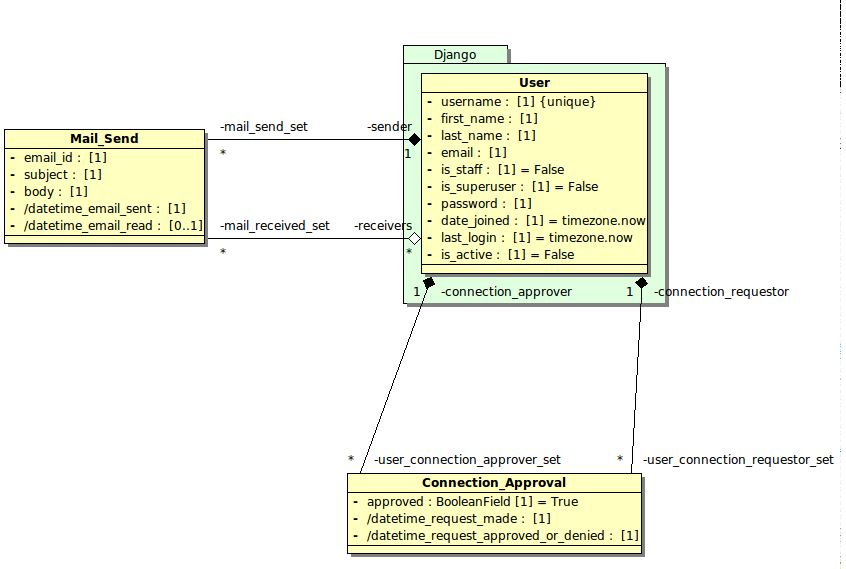 Django
User
- username : [1] {unique}
- first_name : [1]
- last_name : [1]
- email : [1]
- is_staff : [1] = False
- is_superuser : [1] = False
- password : [1]
- date_joined : [1] = timezone.now
- last_login : [1] = timezone.now
- is_active : [1] = False
Mail_Send
- email_id : [1]
- subject : [1]
- body : [1]
- /datetime_email_sent : [1]
- /datetime_email_read : [0..1]
-mail_send_set -sender
* 1
-mail_received_set -receivers
* *
1 -connection_approver 1 -connection_requestor
* -user_connection_approver_set * -user_connection_requestor_set
Connection_Approval
- approved : BooleanField [1] = True
- /datetime_request_made : [1]
- /datetime_request_approved_or_denied : [1]